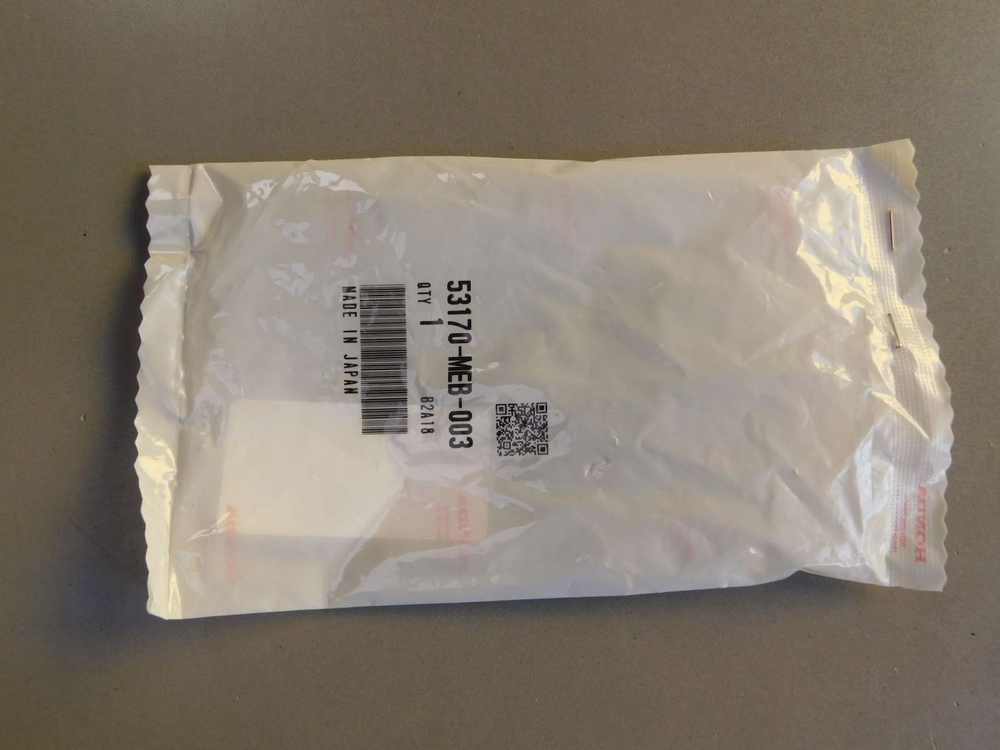 53170-MEB-003
QTY 1 B2A18
MADE IN JAPAN
HONDA